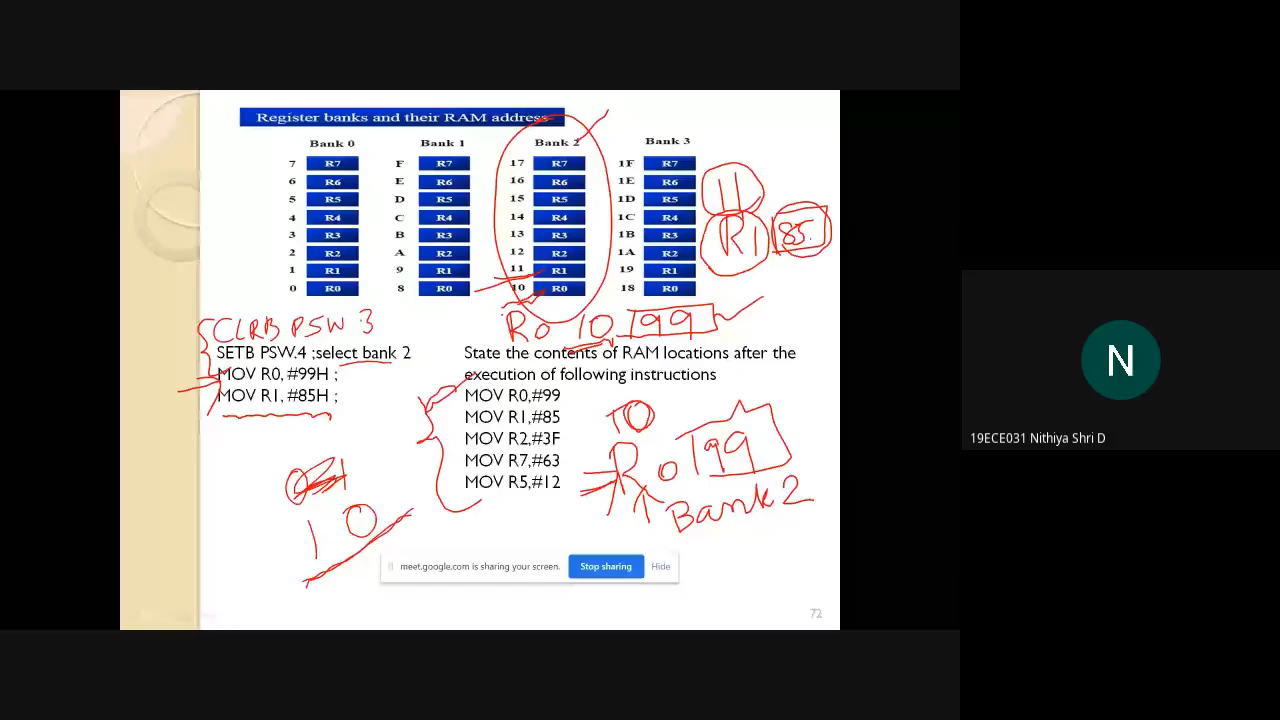 Register banks and their RAM address
Bank 0 Bank 1 Bank 2 Bank 3
7 R7 F R7 17 R7 1F R7
6 R6 E R6 16 R6 1E R6
5 R5 D R5 15 R5 1D R5
4 R4 C R4 14 R4 1C R4
3 R3 B R3 13 R3 1B R3
2 R2 A R2 12 R2 1A R2
1 R1 9 R1 11 R1 19 R1
0 R0 8 R0 10 R0 18 R0
11
R1 85
R0 10 99
CLRB PSW 3
SETB PSW.4 ;select bank 2
MOV R0, #99H ;
MOV R1, #85H ;
10
State the contents of RAM locations after the
execution of following instructions
MOV R0,#99
MOV R1,#85
MOV R2,#3F
MOV R7,#63
MOV R5,#12
10
R0 99
Bank 2
meet.google.com is sharing your screen.
Stop sharing
Hide
72
N
19ECE031 Nithiya Shri D